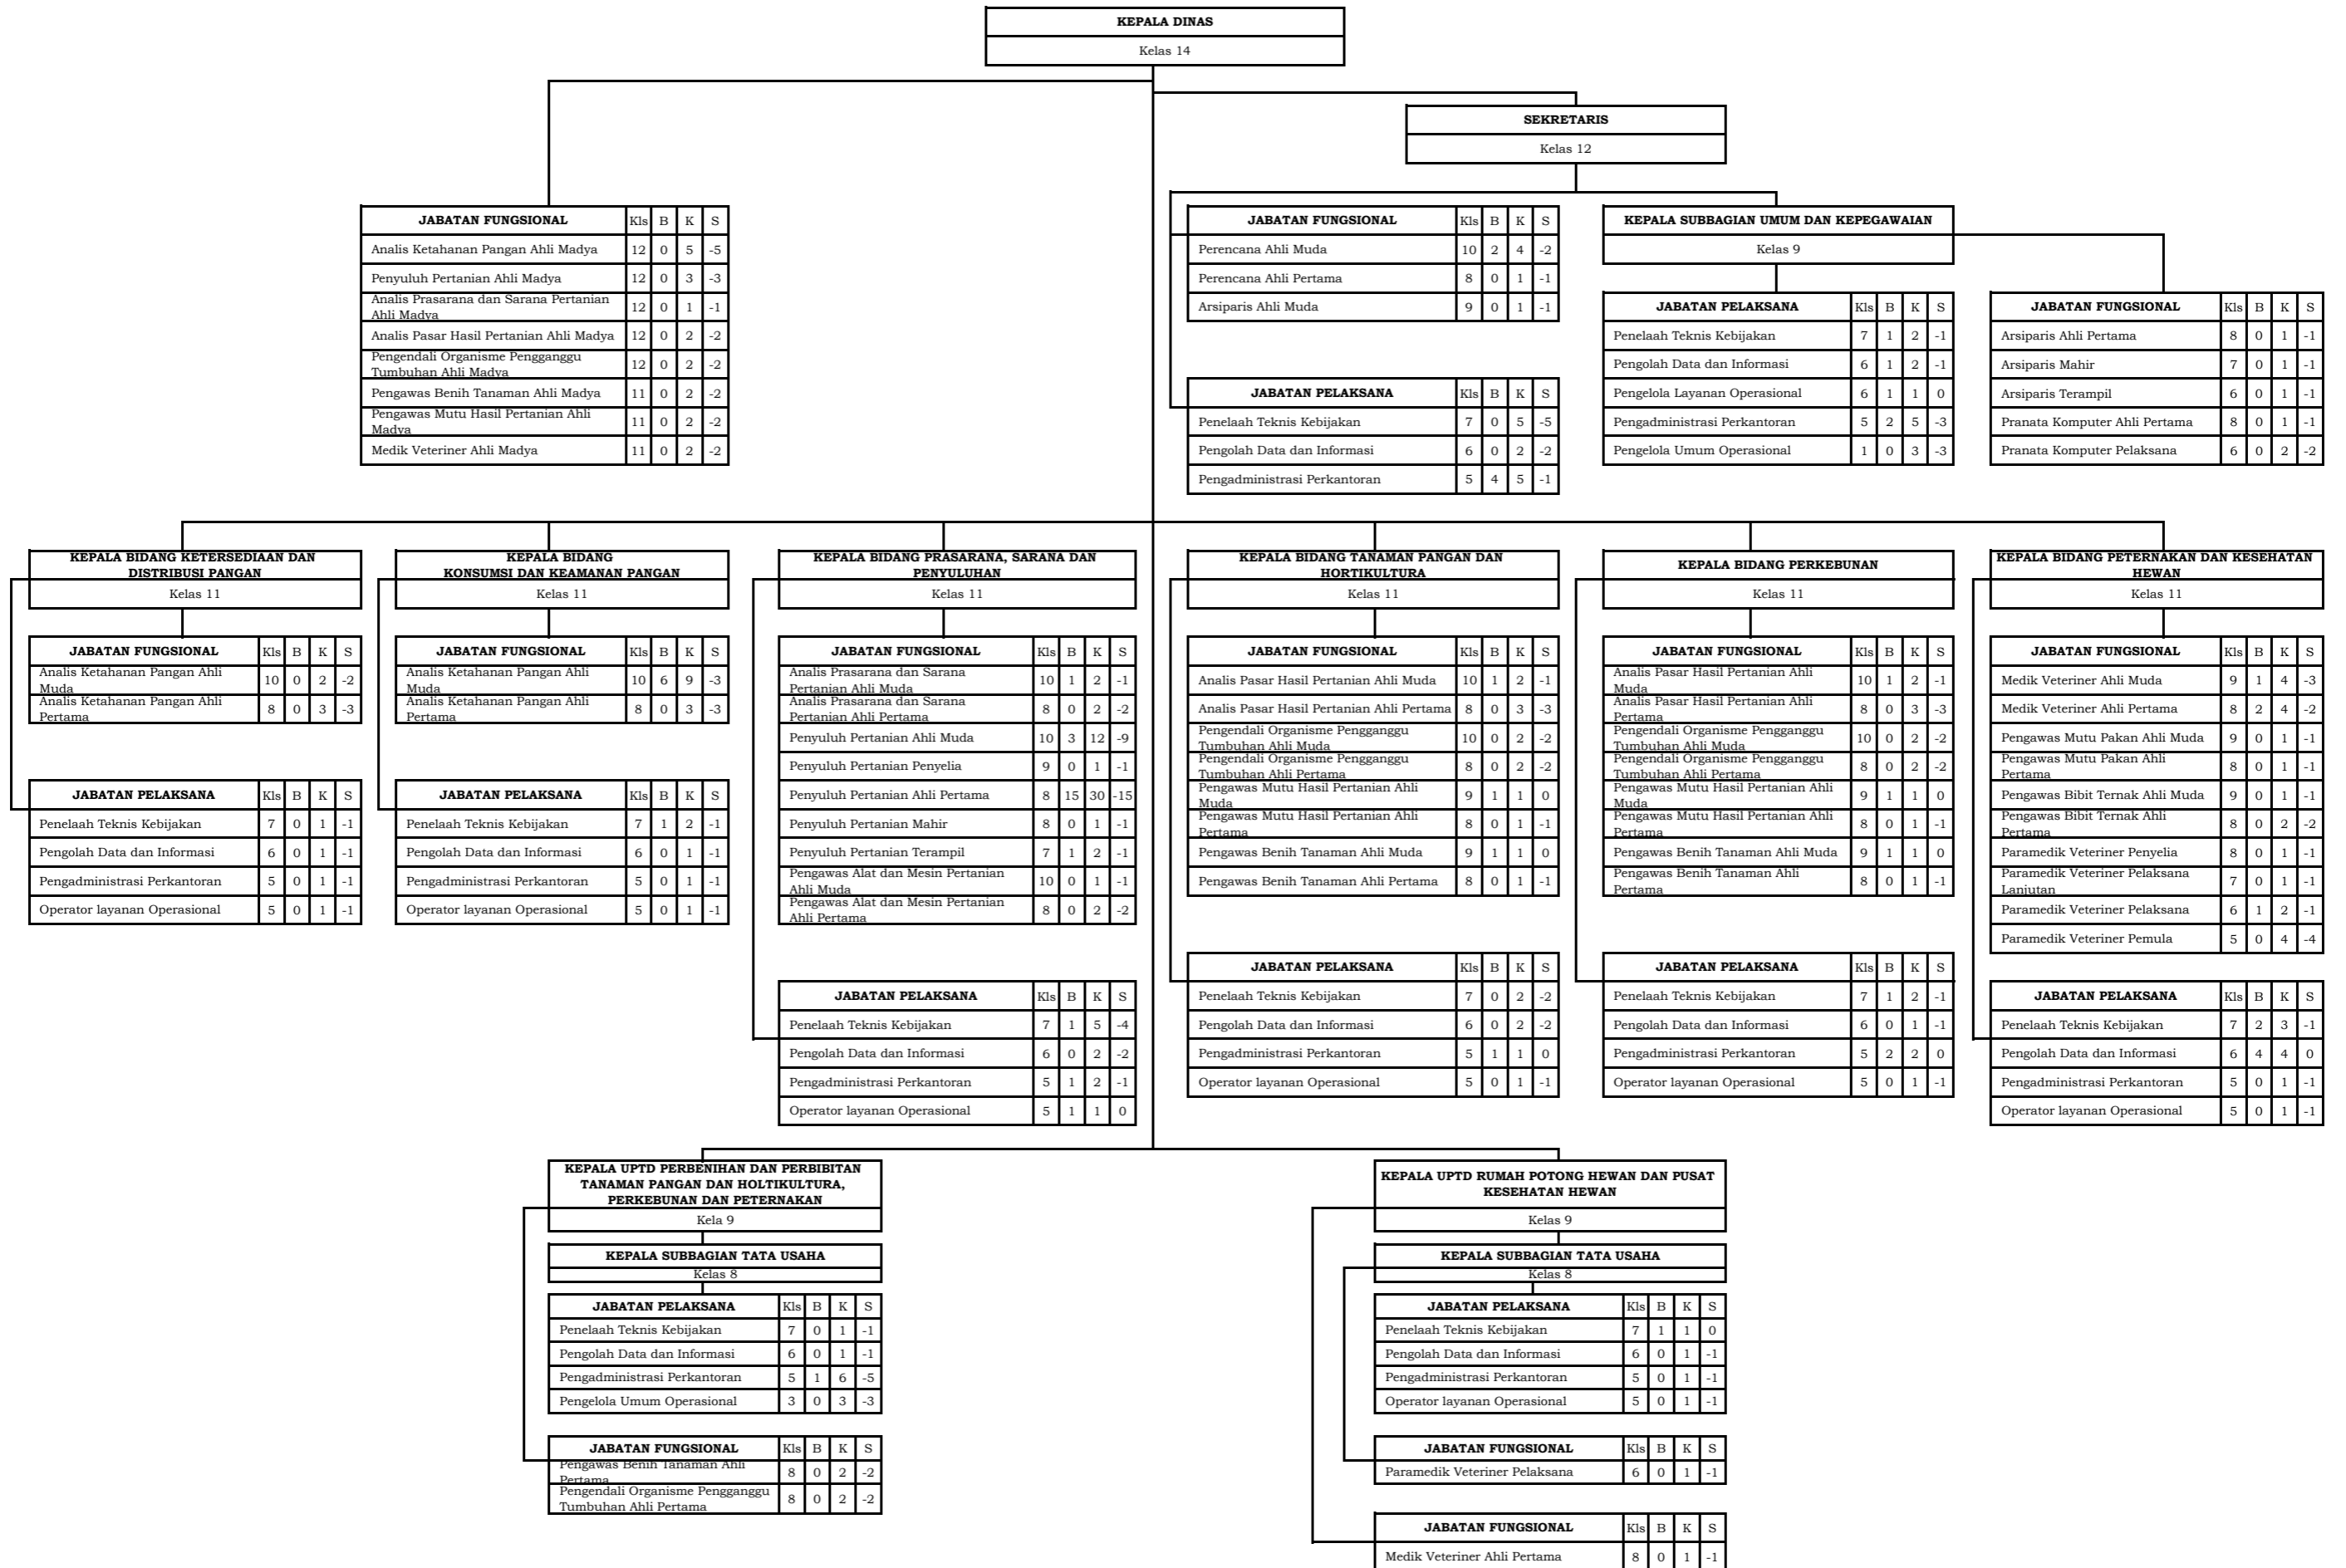 KEPALA DINAS
Kelas 14
SEKRETARIS
Kelas 12
JABATAN FUNGSIONAL Kls B K S
Analis Ketahanan Pangan Ahli Madya 12 0 5 -5
Penyuluh Pertanian Ahli Madya 12 0 3 -3
Analis Prasarana dan Sarana Pertanian
Ahli Madya 12 0 1 -1
Analis Pasar Hasil Pertanian Ahli Madya 12 0 2 -2
Pengendali Organisme Pengganggu
Tumbuhan Ahli Madya 12 0 2 -2
Pengawas Benih Tanaman Ahli Madya 11 0 2 -2
Pengawas Mutu Hasil Pertanian Ahli
Madya 11 0 2 -2
Medik Veteriner Ahli Madya 11 0 2 -2
JABATAN FUNGSIONAL Kls B K S
Perencana Ahli Muda 10 2 4 -2
Perencana Ahli Pertama 8 0 1 -1
Arsiparis Ahli Muda 9 0 1 -1
JABATAN PELAKSANA Kls B K S
Penelaah Teknis Kebijakan 7 0 5 -5
Pengolah Data dan Informasi 6 0 2 -2
Pengadministrasi Perkantoran 5 4 5 -1
KEPALA SUBBAGIAN UMUM DAN KEPEGAWAIAN
Kelas 9
JABATAN PELAKSANA Kls B K S
Penelaah Teknis Kebijakan 7 1 2 -1
Pengolah Data dan Informasi 6 1 2 -1
Pengelola Layanan Operasional 6 1 1 0
Pengadministrasi Perkantoran 5 2 5 -3
Pengelola Umum Operasional 1 0 3 -3
JABATAN FUNGSIONAL Kls B K S
Arsiparis Ahli Pertama 8 0 1 -1
Arsiparis Mahir 7 0 1 -1
Arsiparis Terampil 6 0 1 -1
Pranata Komputer Ahli Pertama 8 0 1 -1
Pranata Komputer Pelaksana 6 0 2 -2
KEPALA BIDANG KETERSEDIAAN DAN
DISTRIBUSI PANGAN
Kelas 11
JABATAN FUNGSIONAL Kls B K S
Analis Ketahanan Pangan Ahli
Muda 10 0 2 -2
Analis Ketahanan Pangan Ahli
Pertama 8 0 3 -3
JABATAN PELAKSANA Kls B K S
Penelaah Teknis Kebijakan 7 0 1 -1
Pengolah Data dan Informasi 6 0 1 -1
Pengadministrasi Perkantoran 5 0 1 -1
Operator layanan Operasional 5 0 1 -1
KEPALA BIDANG
KONSUMSI DAN KEAMANAN PANGAN
Kelas 11
JABATAN FUNGSIONAL Kls B K S
Analis Ketahanan Pangan Ahli
Muda 10 6 9 -3
Analis Ketahanan Pangan Ahli
Pertama 8 0 3 -3
JABATAN PELAKSANA Kls B K S
Penelaah Teknis Kebijakan 7 1 2 -1
Pengolah Data dan Informasi 6 0 1 -1
Pengadministrasi Perkantoran 5 0 1 -1
Operator layanan Operasional 5 0 1 -1
KEPALA BIDANG PRASARANA, SARANA DAN
PENYULUHAN
Kelas 11
JABATAN FUNGSIONAL Kls B K S
Analis Prasarana dan Sarana
Pertanian Ahli Muda 10 1 2 -1
Analis Prasarana dan Sarana
Pertanian Ahli Pertama 8 0 2 -2
Penyuluh Pertanian Ahli Muda 10 3 12 -9
Penyuluh Pertanian Penyelia 9 0 1 -1
Penyuluh Pertanian Ahli Pertama 8 15 30 -15
Penyuluh Pertanian Mahir 8 0 1 -1
Penyuluh Pertanian Terampil 7 1 2 -1
Pengawas Alat dan Mesin Pertanian
Ahli Muda 10 0 1 -1
Pengawas Alat dan Mesin Pertanian
Ahli Pertama 8 0 2 -2
JABATAN PELAKSANA Kls B K S
Penelaah Teknis Kebijakan 7 1 5 -4
Pengolah Data dan Informasi 6 0 2 -2
Pengadministrasi Perkantoran 5 1 2 -1
Operator layanan Operasional 5 1 1 0
KEPALA BIDANG TANAMAN PANGAN DAN
HORTIKULTURA
Kelas 11
JABATAN FUNGSIONAL Kls B K S
Analis Pasar Hasil Pertanian Ahli Muda 10 1 2 -1
Analis Pasar Hasil Pertanian Ahli Pertama 8 0 3 -3
Pengendali Organisme Pengganggu
Tumbuhan Ahli Muda 10 0 2 -2
Pengendali Organisme Pengganggu
Tumbuhan Ahli Pertama 8 0 2 -2
Pengawas Mutu Hasil Pertanian Ahli
Muda 9 1 1 0
Pengawas Mutu Hasil Pertanian Ahli
Pertama 8 0 1 -1
Pengawas Benih Tanaman Ahli Muda 9 1 1 0
Pengawas Benih Tanaman Ahli Pertama 8 0 1 -1
JABATAN PELAKSANA Kls B K S
Penelaah Teknis Kebijakan 7 0 2 -2
Pengolah Data dan Informasi 6 0 2 -2
Pengadministrasi Perkantoran 5 1 1 0
Operator layanan Operasional 5 0 1 -1
KEPALA BIDANG PERKEBUNAN
Kelas 11
JABATAN FUNGSIONAL Kls B K S
Analis Pasar Hasil Pertanian Ahli
Muda 10 1 2 -1
Analis Pasar Hasil Pertanian Ahli
Pertama 8 0 3 -3
Pengendali Organisme Pengganggu
Tumbuhan Ahli Muda 10 0 2 -2
Pengendali Organisme Pengganggu
Tumbuhan Ahli Pertama 8 0 2 -2
Pengawas Mutu Hasil Pertanian Ahli
Muda 9 1 1 0
Pengawas Mutu Hasil Pertanian Ahli
Pertama 8 0 1 -1
Pengawas Benih Tanaman Ahli Muda 9 1 1 0
Pengawas Benih Tanaman Ahli
Pertama 8 0 1 -1
JABATAN PELAKSANA Kls B K S
Penelaah Teknis Kebijakan 7 1 2 -1
Pengolah Data dan Informasi 6 0 1 -1
Pengadministrasi Perkantoran 5 2 2 0
Operator layanan Operasional 5 0 1 -1
KEPALA BIDANG PETERNAKAN DAN KESEHATAN
HEWAN
Kelas 11
JABATAN FUNGSIONAL Kls B K S
Medik Veteriner Ahli Muda 9 1 4 -3
Medik Veteriner Ahli Pertama 8 2 4 -2
Pengawas Mutu Pakan Ahli Muda 9 0 1 -1
Pengawas Mutu Pakan Ahli
Pertama 8 0 1 -1
Pengawas Bibit Ternak Ahli Muda 9 0 1 -1
Pengawas Bibit Ternak Ahli
Pertama 8 0 2 -2
Paramedik Veteriner Penyelia 8 0 1 -1
Paramedik Veteriner Pelaksana
Lanjutan 7 0 1 -1
Paramedik Veteriner Pelaksana 6 1 2 -1
Paramedik Veteriner Pemula 5 0 4 -4
JABATAN PELAKSANA Kls B K S
Penelaah Teknis Kebijakan 7 2 3 -1
Pengolah Data dan Informasi 6 4 4 0
Pengadministrasi Perkantoran 5 0 1 -1
Operator layanan Operasional 5 0 1 -1
KEPALA UPTD PERBENIHAN DAN PERBIBITAN
TANAMAN PANGAN DAN HOLTIKULTURA,
PERKEBUNAN DAN PETERNAKAN
Kela 9
KEPALA SUBBAGIAN TATA USAHA
Kelas 8
JABATAN PELAKSANA Kls B K S
Penelaah Teknis Kebijakan 7 0 1 -1
Pengolah Data dan Informasi 6 0 1 -1
Pengadministrasi Perkantoran 5 1 6 -5
Pengelola Umum Operasional 3 0 3 -3
JABATAN FUNGSIONAL Kls B K S
Pengawas Benih Tanaman Ahli
Pertama 8 0 2 -2
Pengendali Organisme Pengganggu
Tumbuhan Ahli Pertama 8 0 2 -2
KEPALA UPTD RUMAH POTONG HEWAN DAN PUSAT
KESEHATAN HEWAN
Kelas 9
KEPALA SUBBAGIAN TATA USAHA
Kelas 8
JABATAN PELAKSANA Kls B K S
Penelaah Teknis Kebijakan 7 1 1 0
Pengolah Data dan Informasi 6 0 1 -1
Pengadministrasi Perkantoran 5 0 1 -1
Operator layanan Operasional 5 0 1 -1
JABATAN FUNGSIONAL Kls B K S
Paramedik Veteriner Pelaksana 6 0 1 -1
JABATAN FUNGSIONAL Kls B K S
Medik Veteriner Ahli Pertama 8 0 1 -1